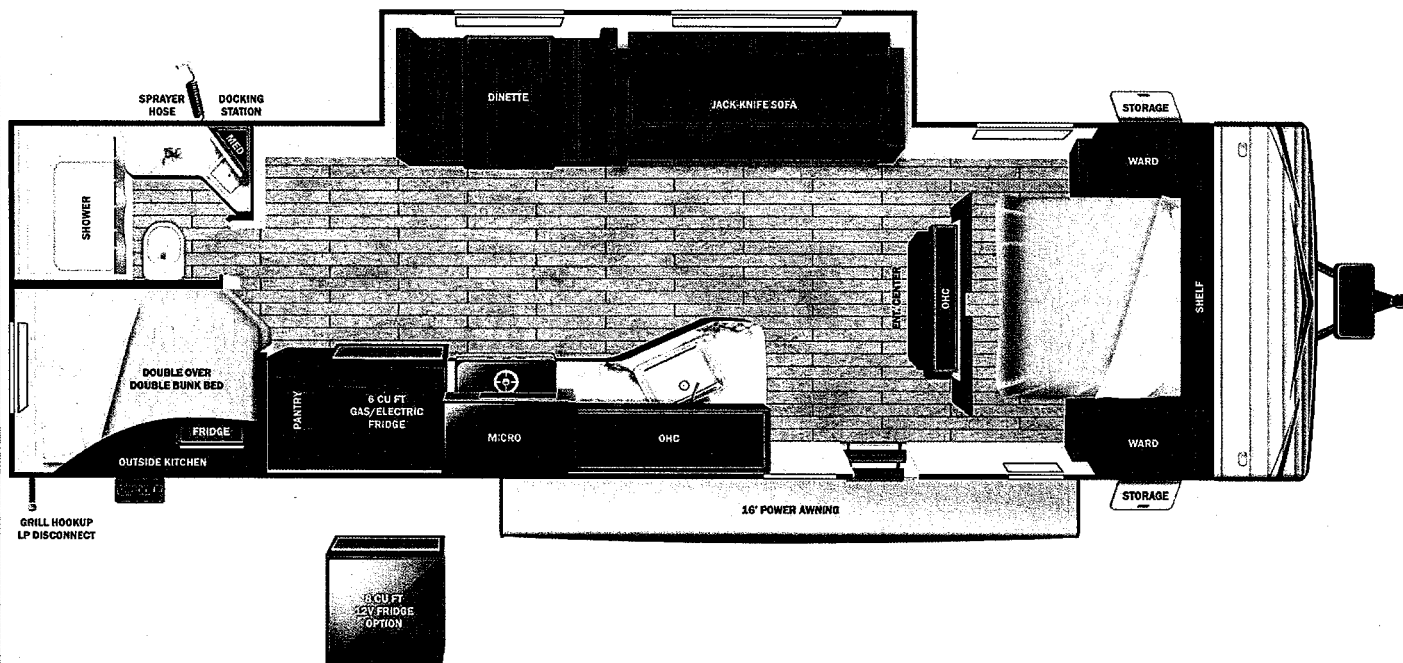 DINETTE
JACK-KNIFE SOFA
SPRAYER
HOSE
DOCKING
STATION
STORAGE
MED
WARD
SHOWER
ENT. CENTER
OHC
SHELF
DOUBLE OVER
DOUBLE BUNK BED
PANTRY
6 CU FT
GAS/ELECTRIC
FRIDGE
FRIDGE
MICRO
OHC
WARD
OUTSIDE KITCHEN
STORAGE
16' POWER AWNING
GRILL HOOKUP
LP DISCONNECT
8 CU FT
12V FRIDGE
OPTION